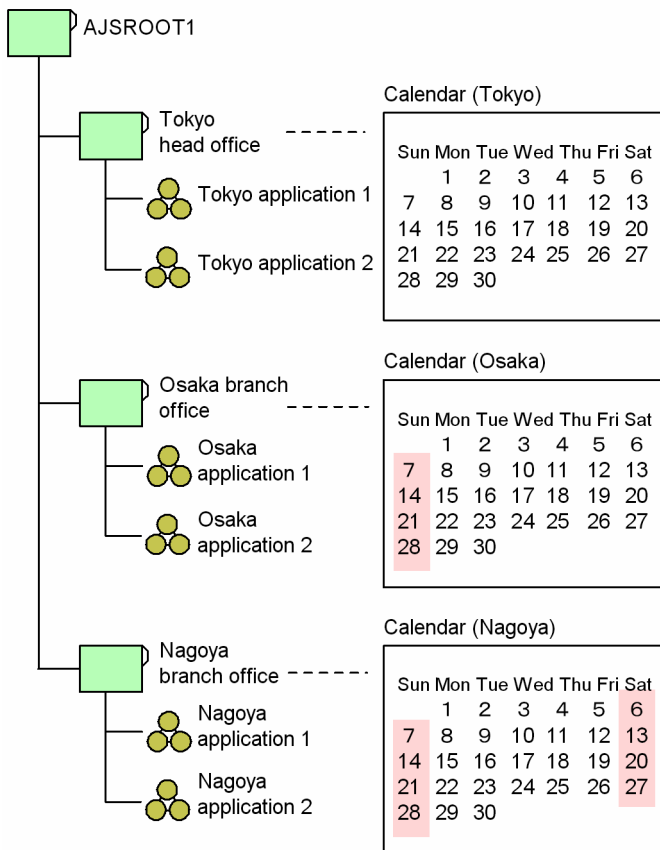 AJSROOT1
Tokyo
head office
Tokyo application 1
Tokyo application 2
Calendar (Tokyo)
Sun Mon Tue Wed Thu Fri Sat
1 2 3 4 5 6
7 8 9 10 11 12 13
14 15 16 17 18 19 20
21 22 23 24 25 26 27
28 29 30
Osaka branch
office
Osaka
application 1
Osaka
application 2
Calendar (Osaka)
Sun Mon Tue Wed Thu Fri Sat
1 2 3 4 5 6
7 8 9 10 11 12 13
14 15 16 17 18 19 20
21 22 23 24 25 26 27
28 29 30
Nagoya
branch office
Nagoya
application 1
Nagoya
application 2
Calendar (Nagoya)
Sun Mon Tue Wed Thu Fri Sat
1 2 3 4 5 6
7 8 9 10 11 12 13
14 15 16 17 18 19 20
21 22 23 24 25 26 27
28 29 30